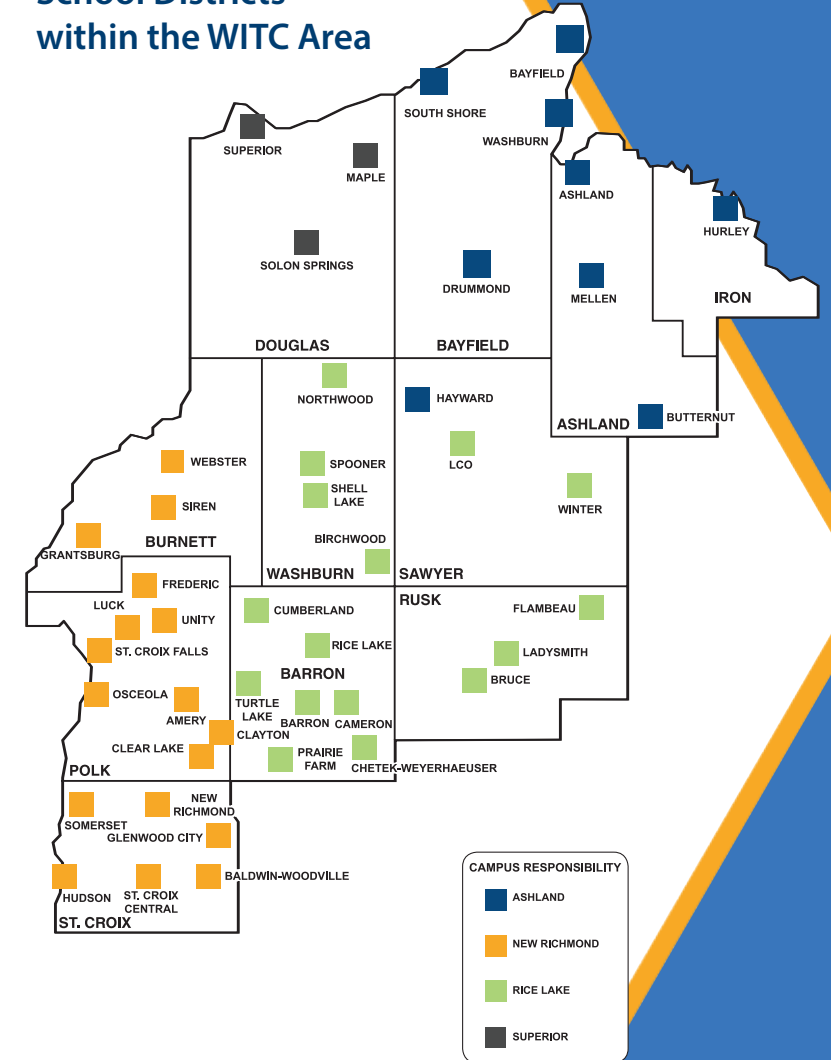 School Districts
within the WITC Area
BAYFIELD
SOUTH SHORE
WASHBURN
SUPERIOR
MAPLE
ASHLAND
HURLEY
SOLON SPRINGS
DRUMMOND
MELLEN
IRON
DOUGLAS
BAYFIELD
NORTHWOOD
HAYWARD
ASHLAND
BUTTERNUT
WEBSTER
SPOONER
LCO
SHELL
LAKE
SIREN
WINTER
BIRCHWOOD
BURNETT
GRANTSBURG
WASHBURN
SAWYER
FREDERIC
RUSK
LUCK
CUMBERLAND
FLAMBEAU
UNITY
RICE LAKE
ST. CROIX FALLS
LADYSMITH
BARRON
BRUCE
OSCEOLA
TURTLE
LAKE
AMERY
BARRON
CAMERON
CLAYTON
CLEAR LAKE
PRAIRIE
FARM
CHETEK-WEYERHAEUSER
POLK
NEW
RICHMOND
SOMERSET
GLENWOOD CITY
BALDWIN-WOODVILLE
HUDSON
ST. CROIX
CENTRAL
ST. CROIX
CAMPUS RESPONSIBILITY
ASHLAND
NEW RICHMOND
RICE LAKE
SUPERIOR